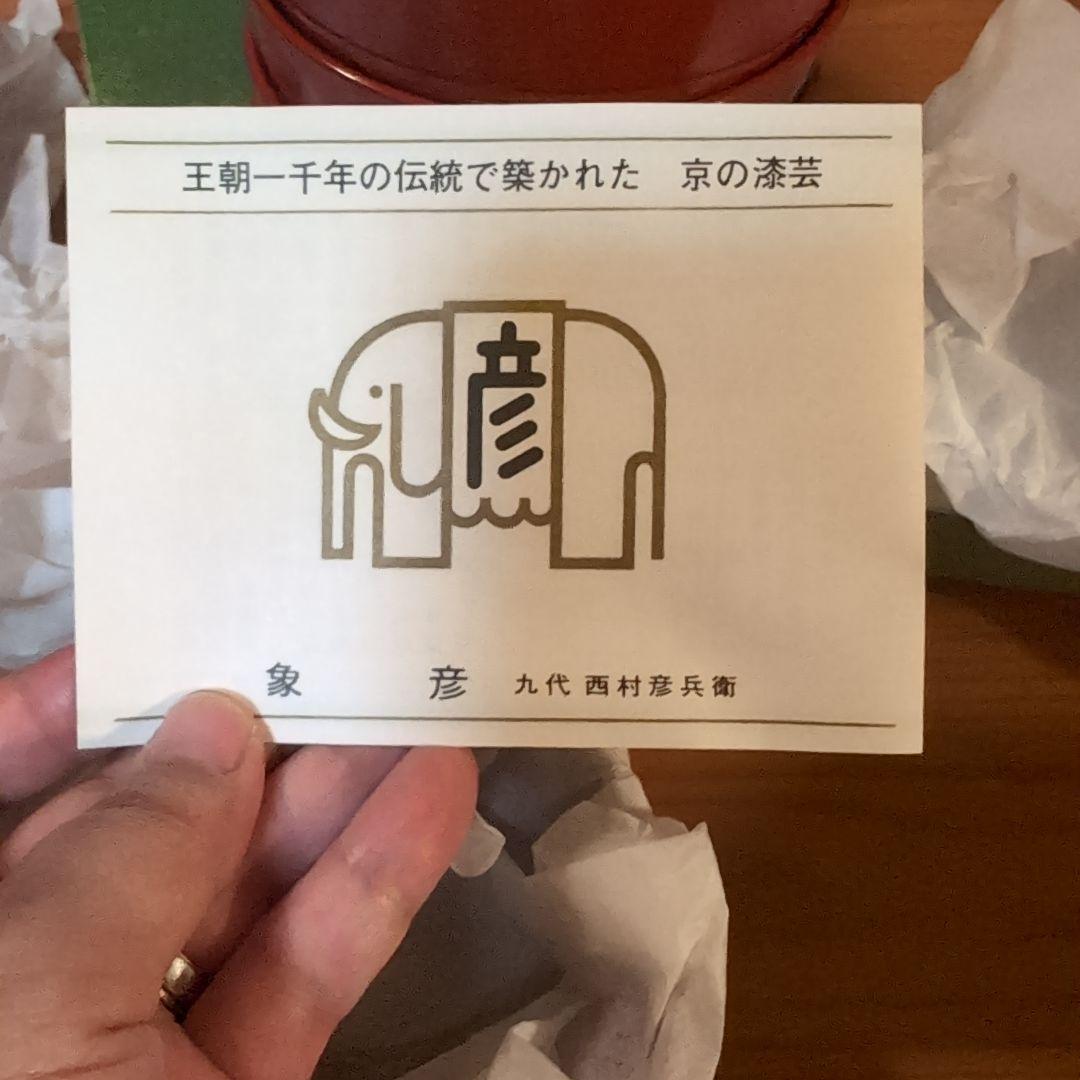 王朝一千年の伝統で築かれた　京の漆芸
彦
象　彦　九代 西村彦兵衛